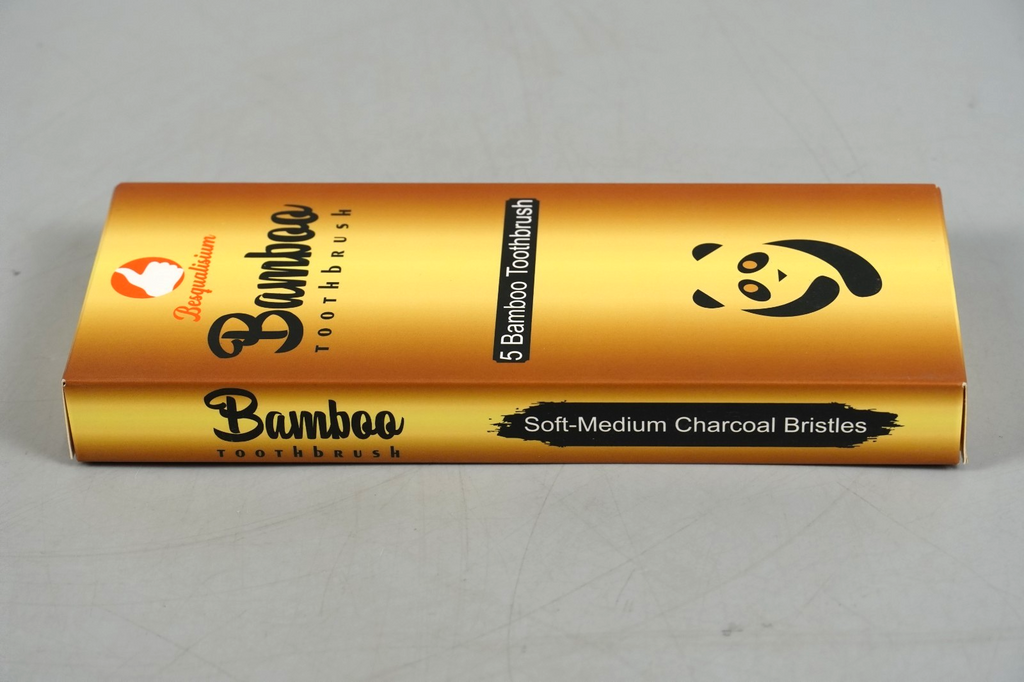 Besqualisium
Bamboo
Toothbrush
5 Bamboo Toothbrush
Bamboo
Toothbrush
Soft-Medium Charcoal Bristles